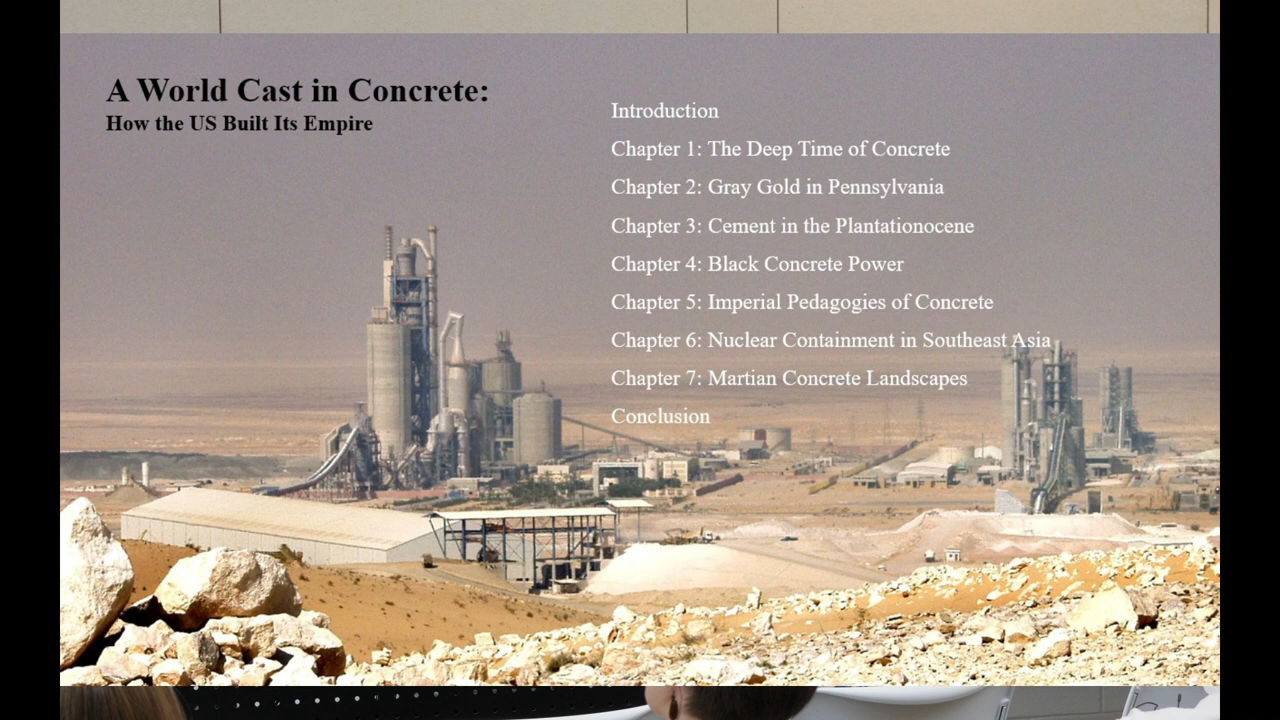 A World Cast in Concrete:
How the US Built Its Empire
Introduction
Chapter 1: The Deep Time of Concrete
Chapter 2: Gray Gold in Pennsylvania
Chapter 3: Cement in the Plantationocene
Chapter 4: Black Concrete Power
Chapter 5: Imperial Pedagogies of Concrete
Chapter 6: Nuclear Containment in Southeast Asia
Chapter 7: Martian Concrete Landscapes
Conclusion